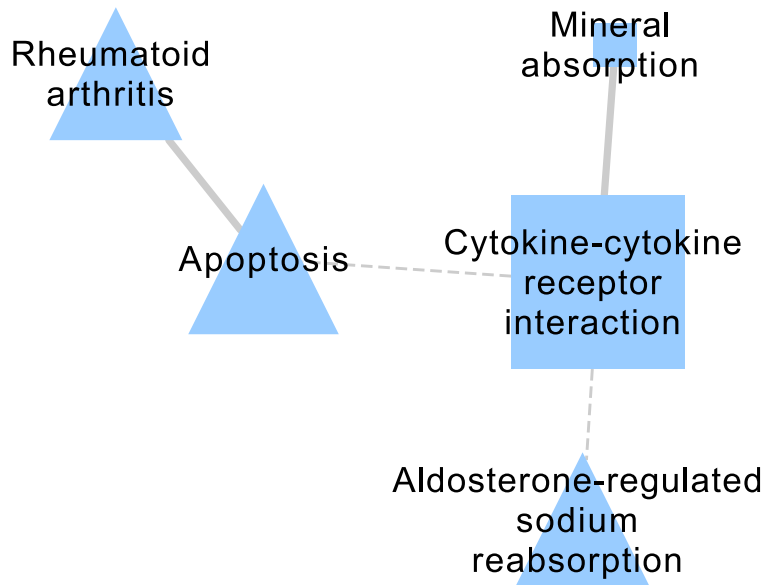 Rheumatoid
arthritis
Mineral
absorption
Apoptosis
Cytokine-cytokine
receptor
interaction
Aldosterone-regulated
sodium
reabsorption